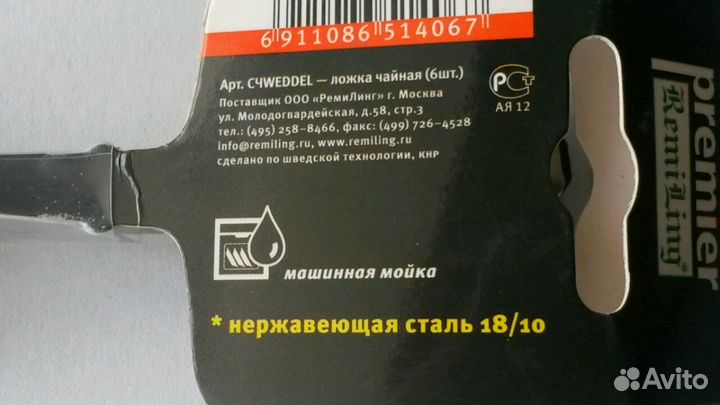 6 911086 514067
Арт. СЧWEDDEL — ложка чайная (6шт.)
Поставщик ООО «РемиЛинг» г. Москва
ул. Молодогвардейская, д.58, стр.3
тел.: (495) 258-8466, факс: (499) 726-4528
info@remiling.ru, www.remiling.ru
сделано по шведской технологии, КНР
РСТ
АЯ 12
машинная мойка
* нержавеющая сталь 18/10
premier
RemiLing®
Avito